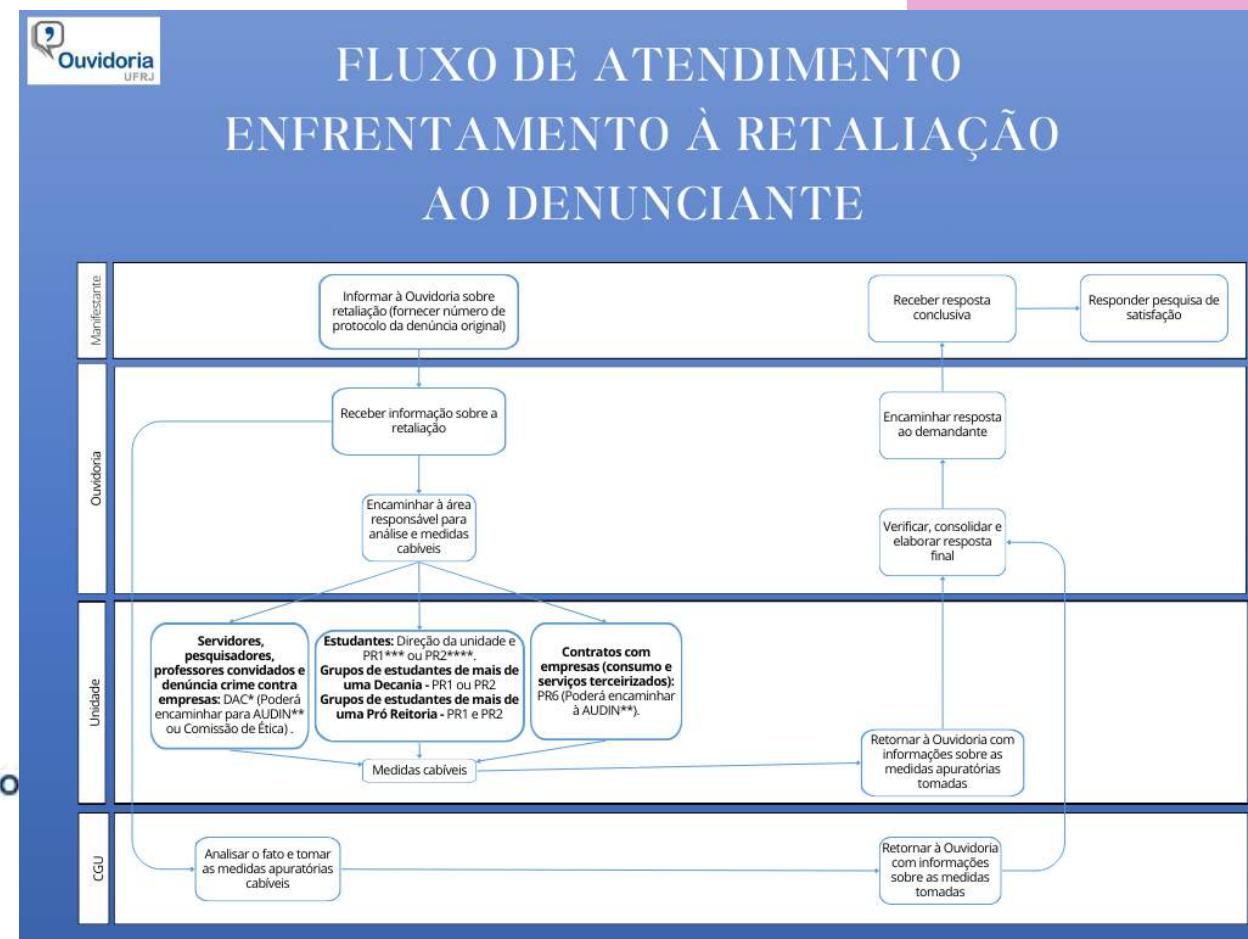 Ouvidoria
UFRJ
FLUXO DE ATENDIMENTO
ENFRENTAMENTO À RETALIAÇÃO
AO DENUNCIANTE
Manifestante
Informar à Ouvidoria sobre
retaliação (fornecer número de
protocolo da denúncia original)
Receber resposta
conclusiva
Responder pesquisa de
satisfação
Ouvidoria
Receber informação sobre a
retaliação
Encaminhar à área
responsável para
análise e medidas
cabíveis
Encaminhar resposta
ao demandante
Verificar, consolidar e
elaborar resposta
final
Unidade
Servidores,
pesquisadores,
professores convidados e
denúncia crime contra
empresas: DAC* (Poderá
encaminhar para AUDIN**
ou Comissão de Ética) .
Estudantes: Direção da unidade e
PR1*** ou PR2****.
Grupos de estudantes de mais de
uma Decania - PR1 ou PR2
Grupos de estudantes de mais de
uma Pró Reitoria - PR1 e PR2
Contratos com
empresas (consumo e
serviços terceirizados):
PR6 (Poderá encaminhar
à AUDIN**).
Medidas cabíveis
Retornar à Ouvidoria com
informações sobre as
medidas apuratórias
tomadas
o
CGU
Analisar o fato e tomar
as medidas apuratórias
cabíveis
Retornar à Ouvidoria
com informações
sobre as medidas
tomadas